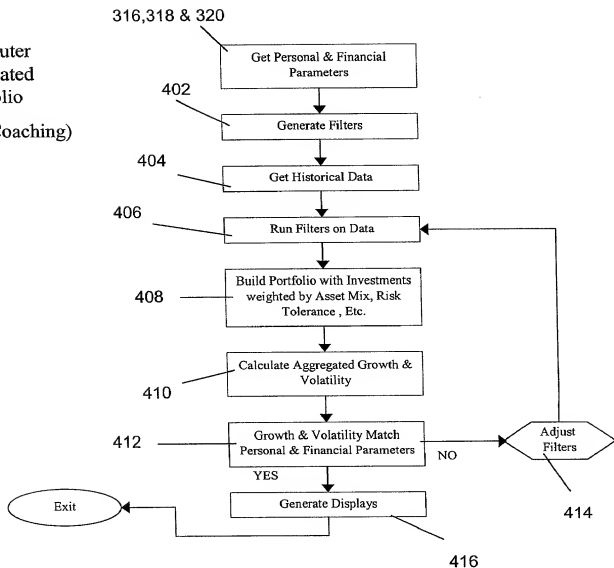 316,318 & 320
uter
ated
olio
Coaching)
Get Personal & Financial
Parameters
402
Generate Filters
404
Get Historical Data
406
Run Filters on Data
408
Build Portfolio with Investments
weighted by Asset Mix, Risk
Tolerance , Etc.
410
Calculate Aggregated Growth &
Volatility
412
Growth & Volatility Match
Personal & Financial Parameters
NO
Adjust
Filters
414
YES
Generate Displays
Exit
416